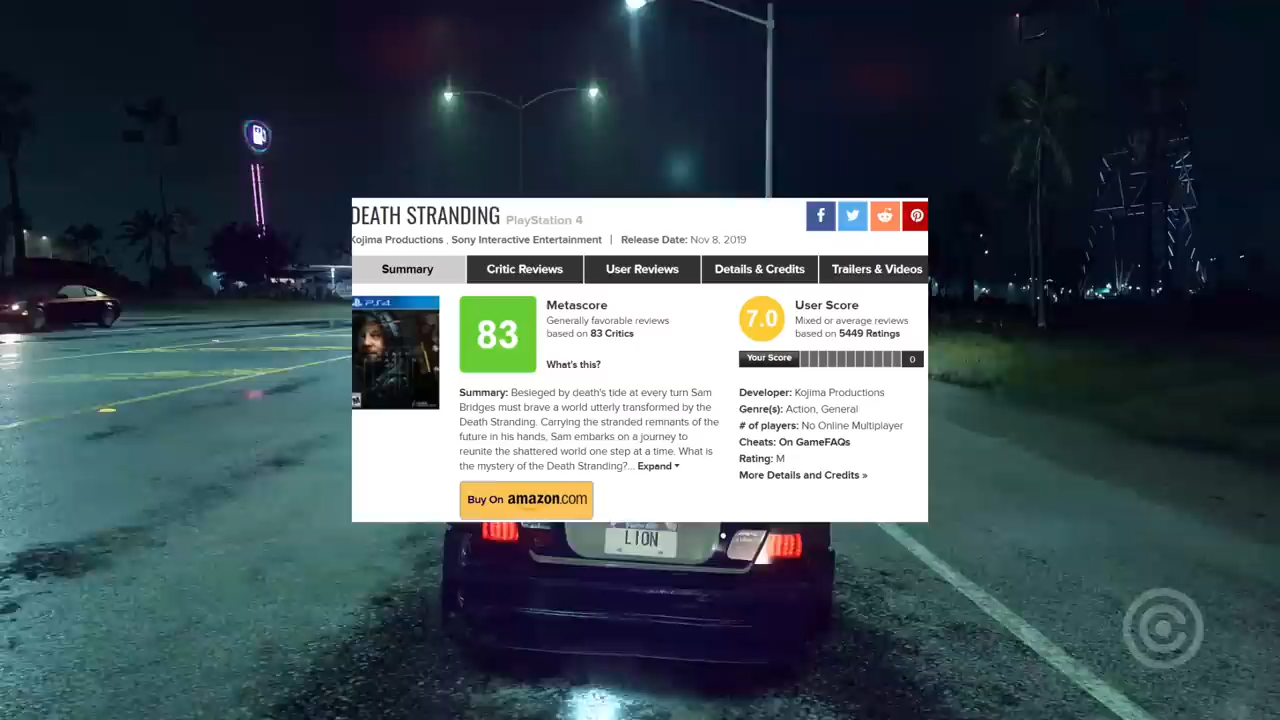 DEATH STRANDING PlayStation 4
Kojima Productions , Sony Interactive Entertainment | Release Date: Nov 8, 2019
Summary Critic Reviews User Reviews Details & Credits Trailers & Videos
PS4
83
Metascore
Generally favorable reviews
based on 83 Critics
What's this?
7.0
User Score
Mixed or average reviews
based on 5449 Ratings
Your Score 0
Summary: Besieged by death's tide at every turn Sam
Bridges must brave a world utterly transformed by the
Death Stranding. Carrying the stranded remnants of the
future in his hands, Sam embarks on a journey to
reunite the shattered world one step at a time. What is
the mystery of the Death Stranding?... Expand
Buy On amazon.com
Developer: Kojima Productions
Genre(s): Action, General
# of players: No Online Multiplayer
Cheats: On GameFAQs
Rating: M
More Details and Credits »
LION